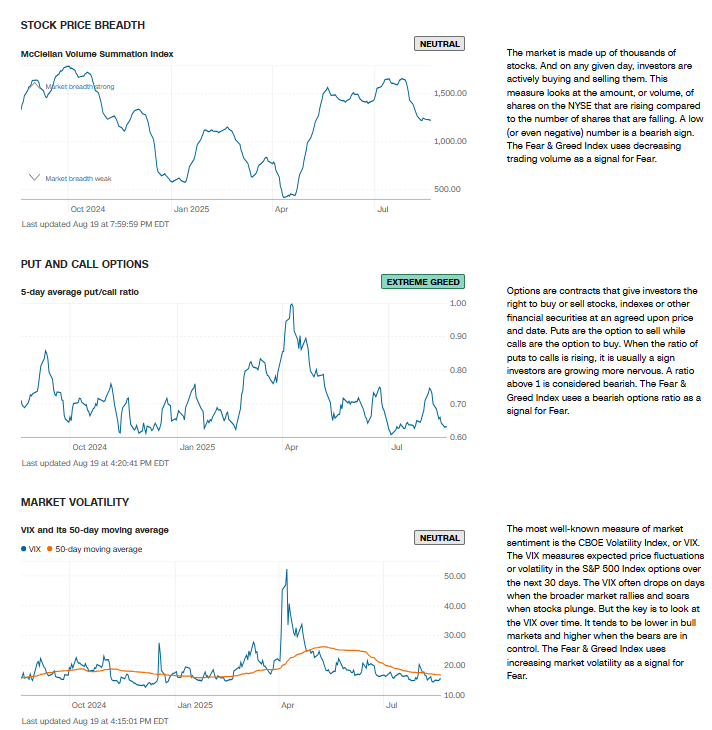 STOCK PRICE BREADTH
NEUTRAL
McClellan Volume Summation Index
Market breadth strong
1,500.00
1,000.00
Market breadth weak
500.00
Oct 2024
Jan 2025
Apr
Jul
Last updated Aug 19 at 7:59:59 PM EDT
The market is made up of thousands of
stocks. And on any given day, investors are
actively buying and selling them. This
measure looks at the amount, or volume, of
shares on the NYSE that are rising compared
to the number of shares that are falling. A low
(or even negative) number is a bearish sign.
The Fear & Greed Index uses decreasing
trading volume as a signal for Fear.
PUT AND CALL OPTIONS
EXTREME GREED
5-day average put/call ratio
1.00
0.90
0.80
0.70
0.60
Oct 2024
Jan 2025
Apr
Jul
Last updated Aug 19 at 4:20:41 PM EDT
Options are contracts that give investors the
right to buy or sell stocks, indexes or other
financial securities at an agreed upon price
and date. Puts are the option to sell while
calls are the option to buy. When the ratio of
puts to calls is rising, it is usually a sign
investors are growing more nervous. A ratio
above 1 is considered bearish. The Fear &
Greed Index uses a bearish options ratio as a
signal for Fear.
MARKET VOLATILITY
VIX and its 50-day moving average
NEUTRAL
VIX
50-day moving average
50.00
40.00
30.00
20.00
10.00
Oct 2024
Jan 2025
Apr
Jul
Last updated Aug 19 at 4:15:01 PM EDT
The most well-known measure of market
sentiment is the CBOE Volatility Index, or VIX.
The VIX measures expected price fluctuations
or volatility in the S&P 500 Index options over
the next 30 days. The VIX often drops on days
when the broader market rallies and soars
when stocks plunge. But the key is to look at
the VIX over time. It tends to be lower in bull
markets and higher when the bears are in
control. The Fear & Greed Index uses
increasing market volatility as a signal for
Fear.